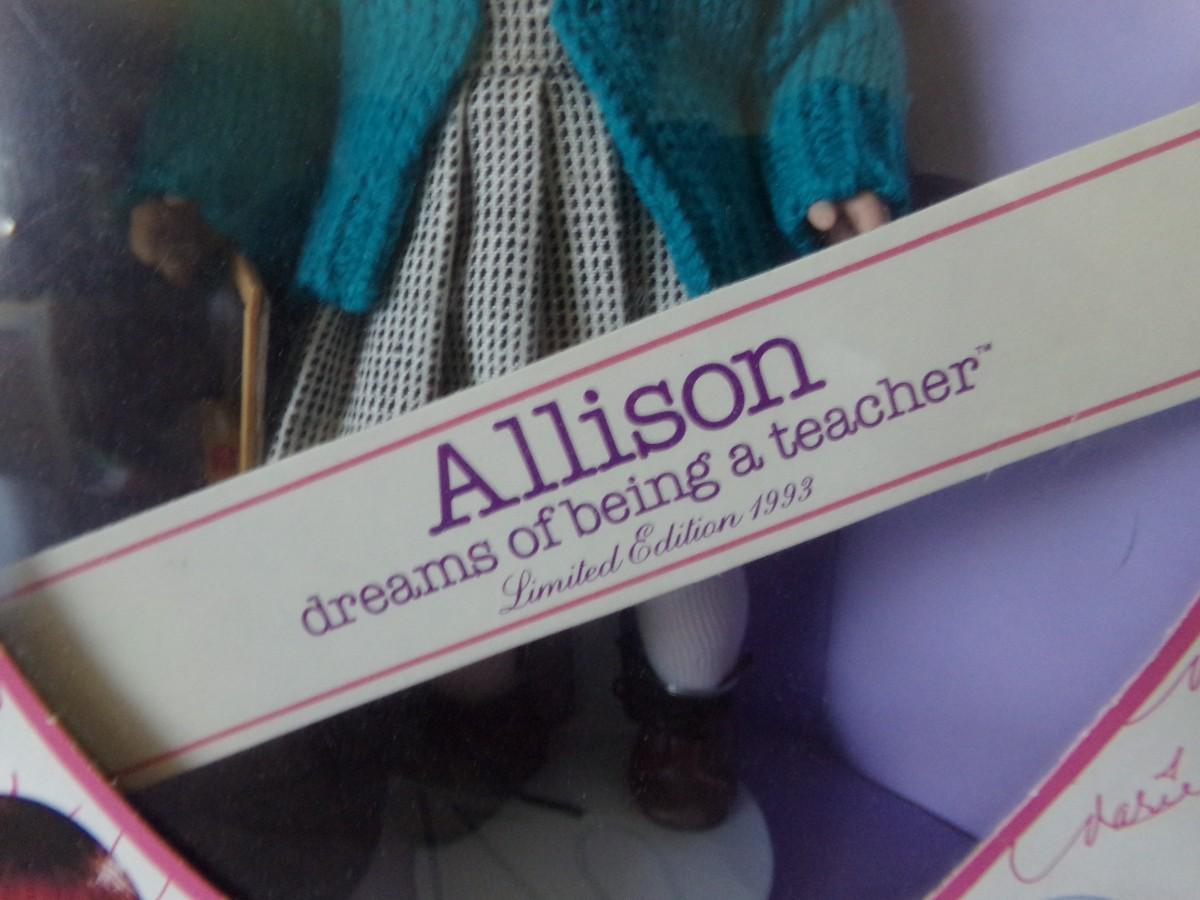 Allison
dreams of being a teacher™
Limited Edition 1993